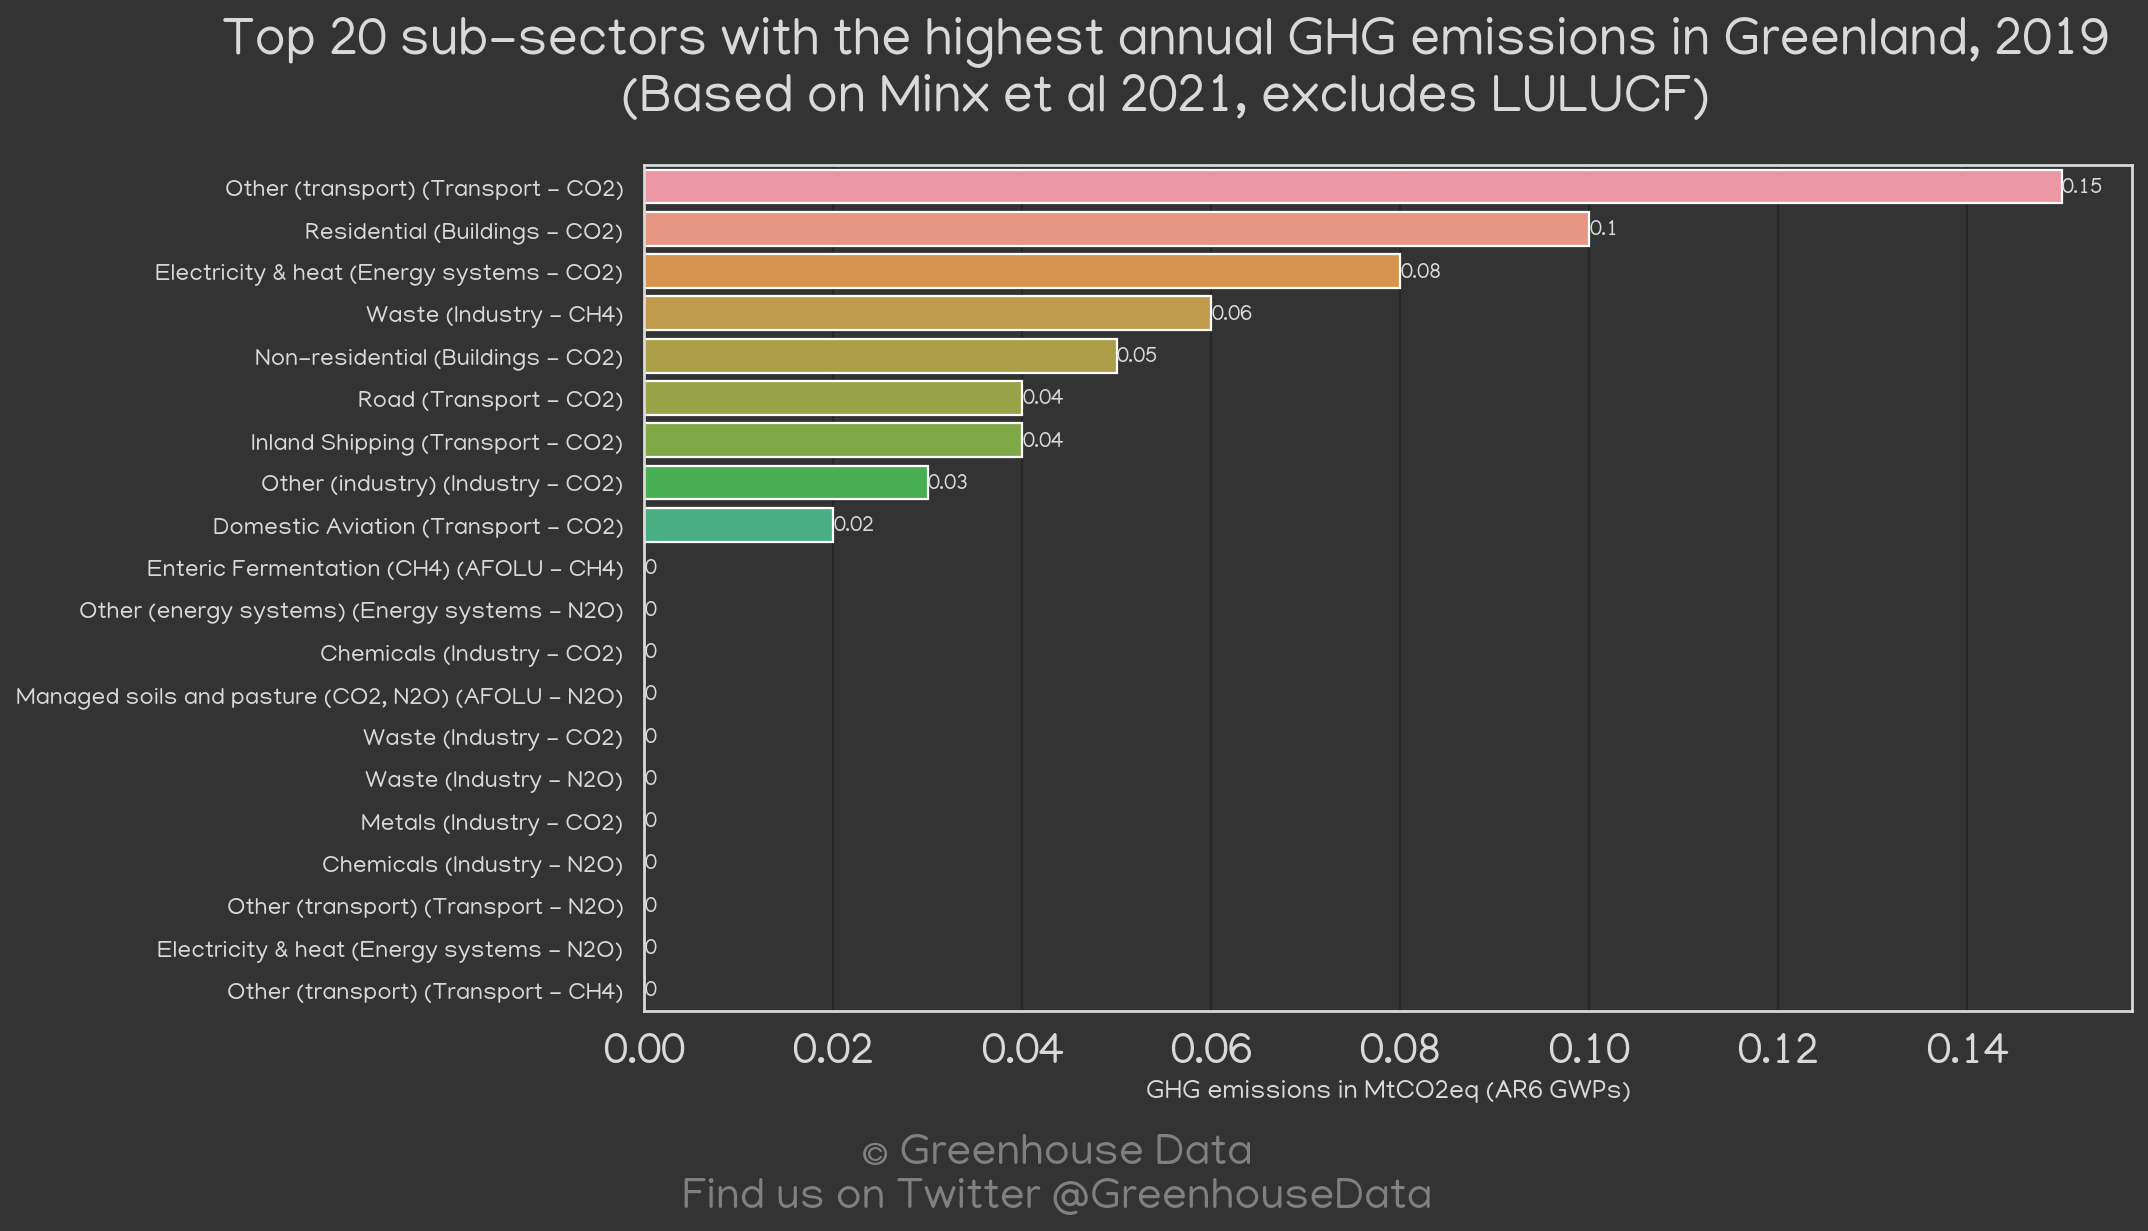 Top 20 sub-sectors with the highest annual GHG emissions in Greenland, 2019
(Based on Minx et al 2021, excludes LULUCF)
Other (transport) (Transport - CO2) 0.15
Residential (Buildings - CO2) 0.1
Electricity & heat (Energy systems - CO2) 0.08
Waste (Industry - CH4) 0.06
Non-residential (Buildings - CO2) 0.05
Road (Transport - CO2) 0.04
Inland Shipping (Transport - CO2) 0.04
Other (industry) (Industry - CO2) 0.03
Domestic Aviation (Transport - CO2) 0.02
Enteric Fermentation (CH4) (AFOLU - CH4) 0
Other (energy systems) (Energy systems - N2O) 0
Chemicals (Industry - CO2) 0
Managed soils and pasture (CO2, N2O) (AFOLU - N2O) 0
Waste (Industry - CO2) 0
Waste (Industry - N2O) 0
Metals (Industry - CO2) 0
Chemicals (Industry - N2O) 0
Other (transport) (Transport - N2O) 0
Electricity & heat (Energy systems - N2O) 0
Other (transport) (Transport - CH4) 0
0.00 0.02 0.04 0.06 0.08 0.10 0.12 0.14
GHG emissions in MtCO2eq (AR6 GWPs)
© Greenhouse Data
Find us on Twitter @GreenhouseData